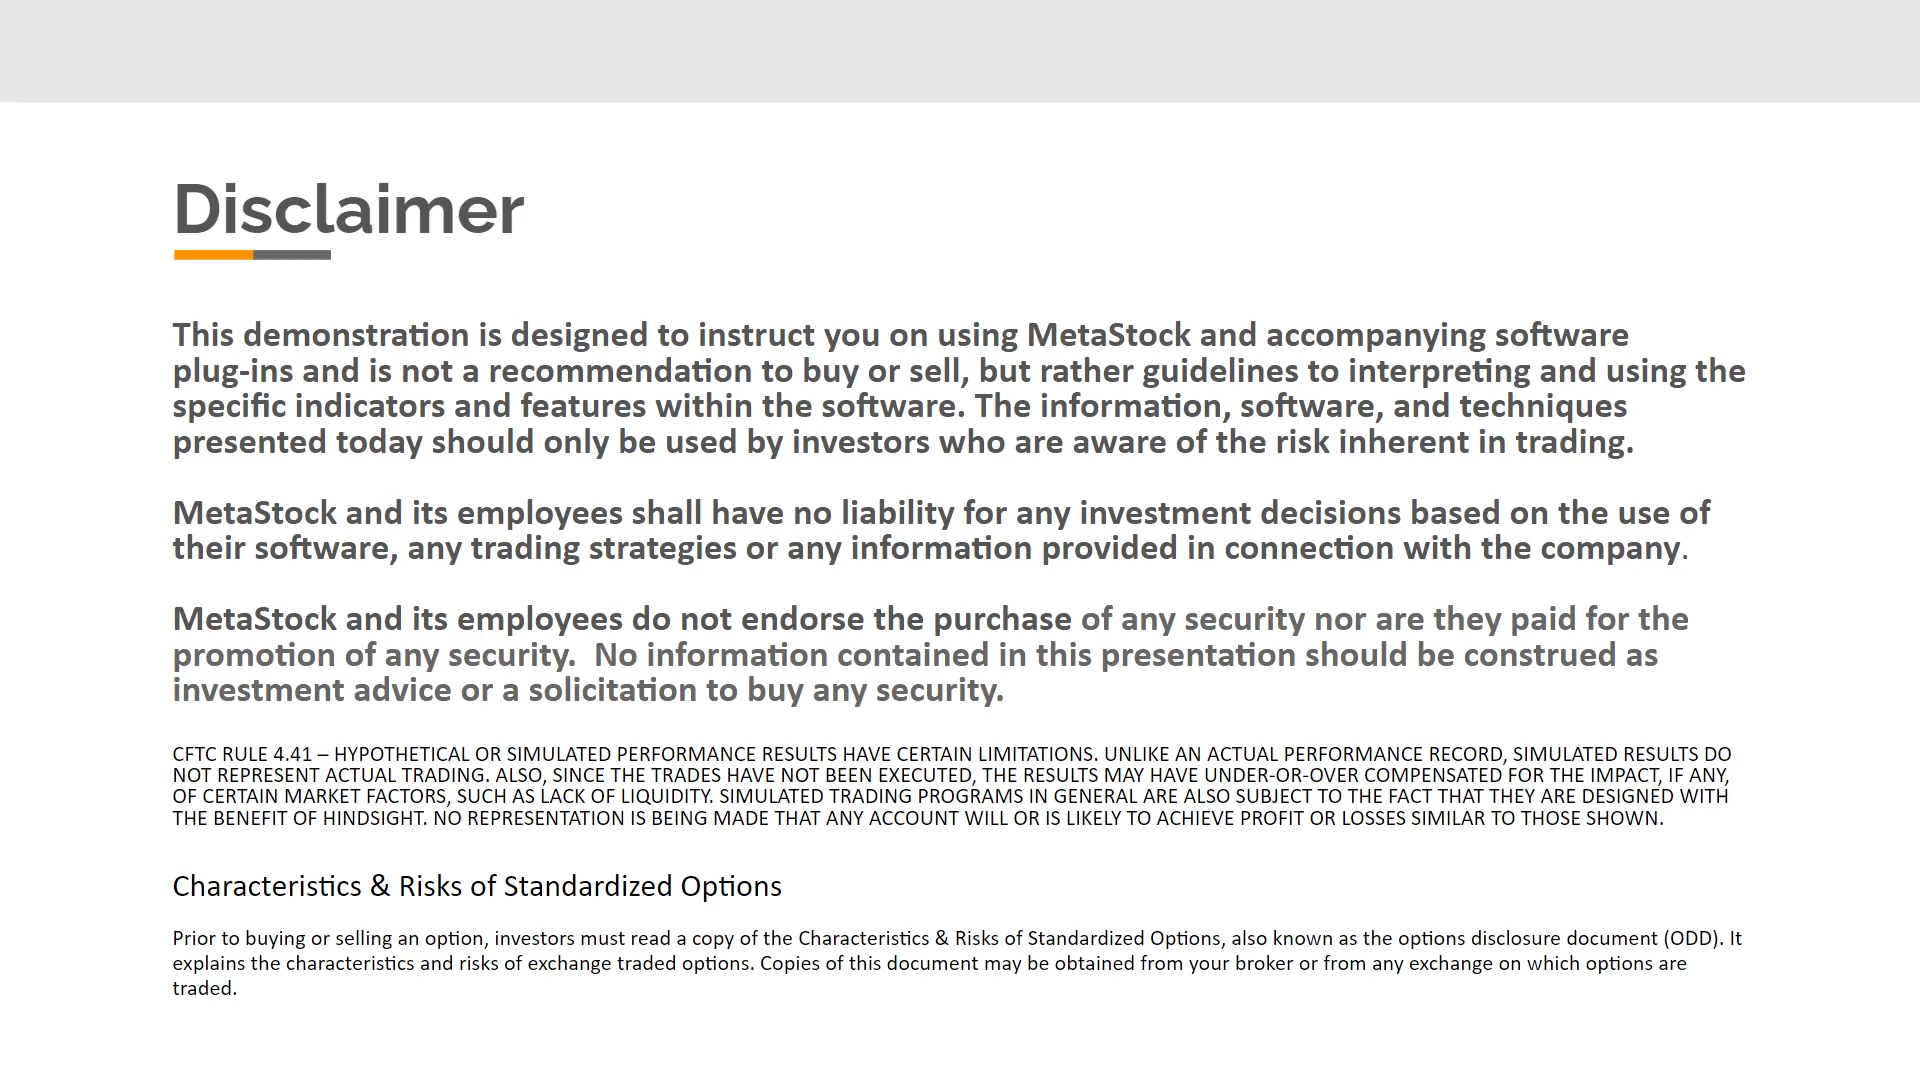 Disclaimer
This demonstration is designed to instruct you on using MetaStock and accompanying software
plug-ins and is not a recommendation to buy or sell, but rather guidelines to interpreting and using the
specific indicators and features within the software. The information, software, and techniques
presented today should only be used by investors who are aware of the risk inherent in trading.
MetaStock and its employees shall have no liability for any investment decisions based on the use of
their software, any trading strategies or any information provided in connection with the company.
MetaStock and its employees do not endorse the purchase of any security nor are they paid for the
promotion of any security.  No information contained in this presentation should be construed as
investment advice or a solicitation to buy any security.
CFTC RULE 4.41 – HYPOTHETICAL OR SIMULATED PERFORMANCE RESULTS HAVE CERTAIN LIMITATIONS. UNLIKE AN ACTUAL PERFORMANCE RECORD, SIMULATED RESULTS DO
NOT REPRESENT ACTUAL TRADING. ALSO, SINCE THE TRADES HAVE NOT BEEN EXECUTED, THE RESULTS MAY HAVE UNDER-OR-OVER COMPENSATED FOR THE IMPACT, IF ANY,
OF CERTAIN MARKET FACTORS, SUCH AS LACK OF LIQUIDITY. SIMULATED TRADING PROGRAMS IN GENERAL ARE ALSO SUBJECT TO THE FACT THAT THEY ARE DESIGNED WITH
THE BENEFIT OF HINDSIGHT. NO REPRESENTATION IS BEING MADE THAT ANY ACCOUNT WILL OR IS LIKELY TO ACHIEVE PROFIT OR LOSSES SIMILAR TO THOSE SHOWN.
Characteristics & Risks of Standardized Options
Prior to buying or selling an option, investors must read a copy of the Characteristics & Risks of Standardized Options, also known as the options disclosure document (ODD). It
explains the characteristics and risks of exchange traded options. Copies of this document may be obtained from your broker or from any exchange on which options are
traded.